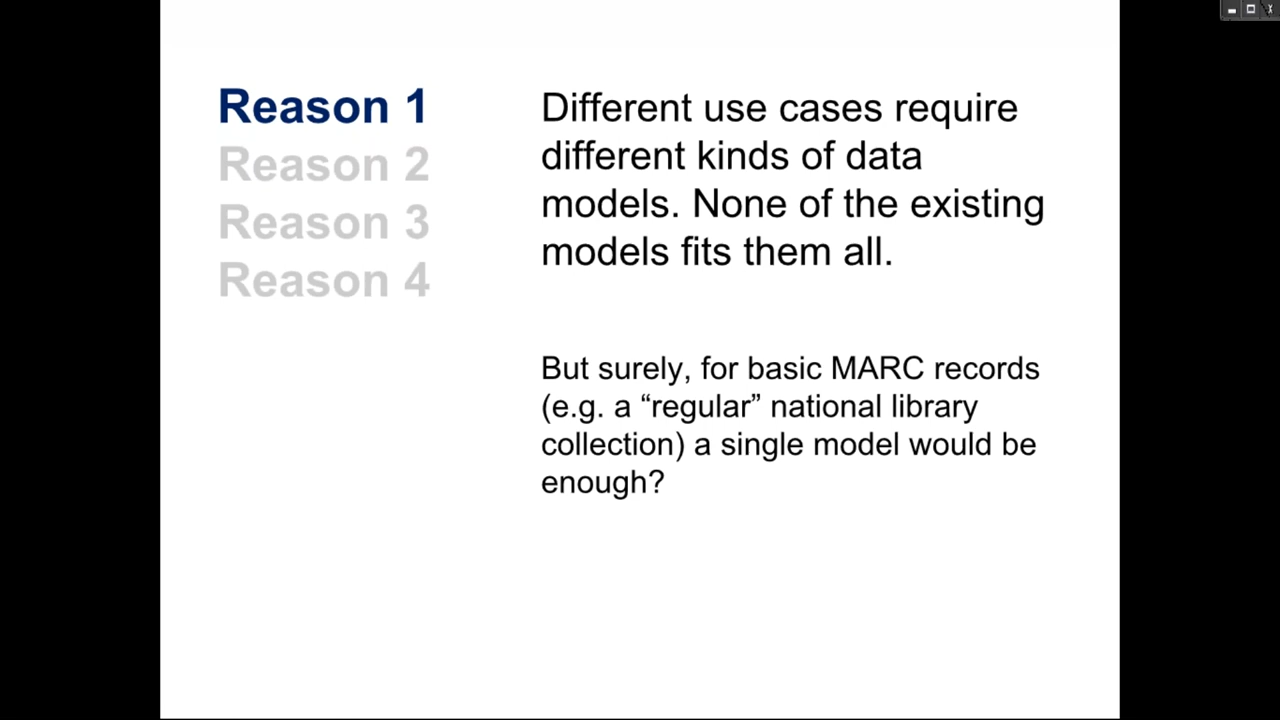 Reason 1
Reason 2
Reason 3
Reason 4
Different use cases require
different kinds of data
models. None of the existing
models fits them all.
But surely, for basic MARC records
(e.g. a “regular” national library
collection) a single model would be
enough?